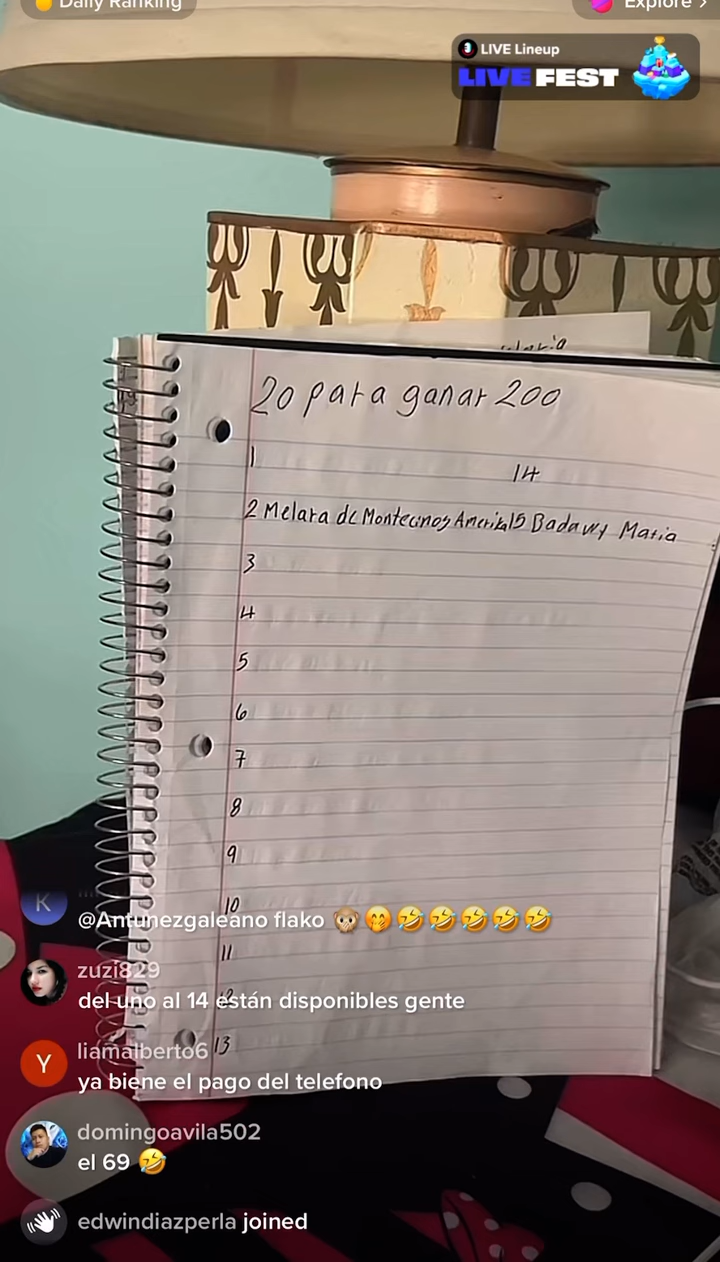 Daily Ranking
Explore >
LIVE Lineup
LIVE FEST
20 para ganar 200
1
14
2 Melara de Montecinos America 15 Badawy Maria
3
4
5
6
7
8
9
10
11
12
13
K
@Antunezgaleano flako 🙊🤭🤣🤣🤣🤣🤣
zuzi829
del uno al 14 están disponibles gente
Y
liamalberto6
ya biene el pago del telefono
domingoavila502
el 69 🤣
edwindiazperla joined